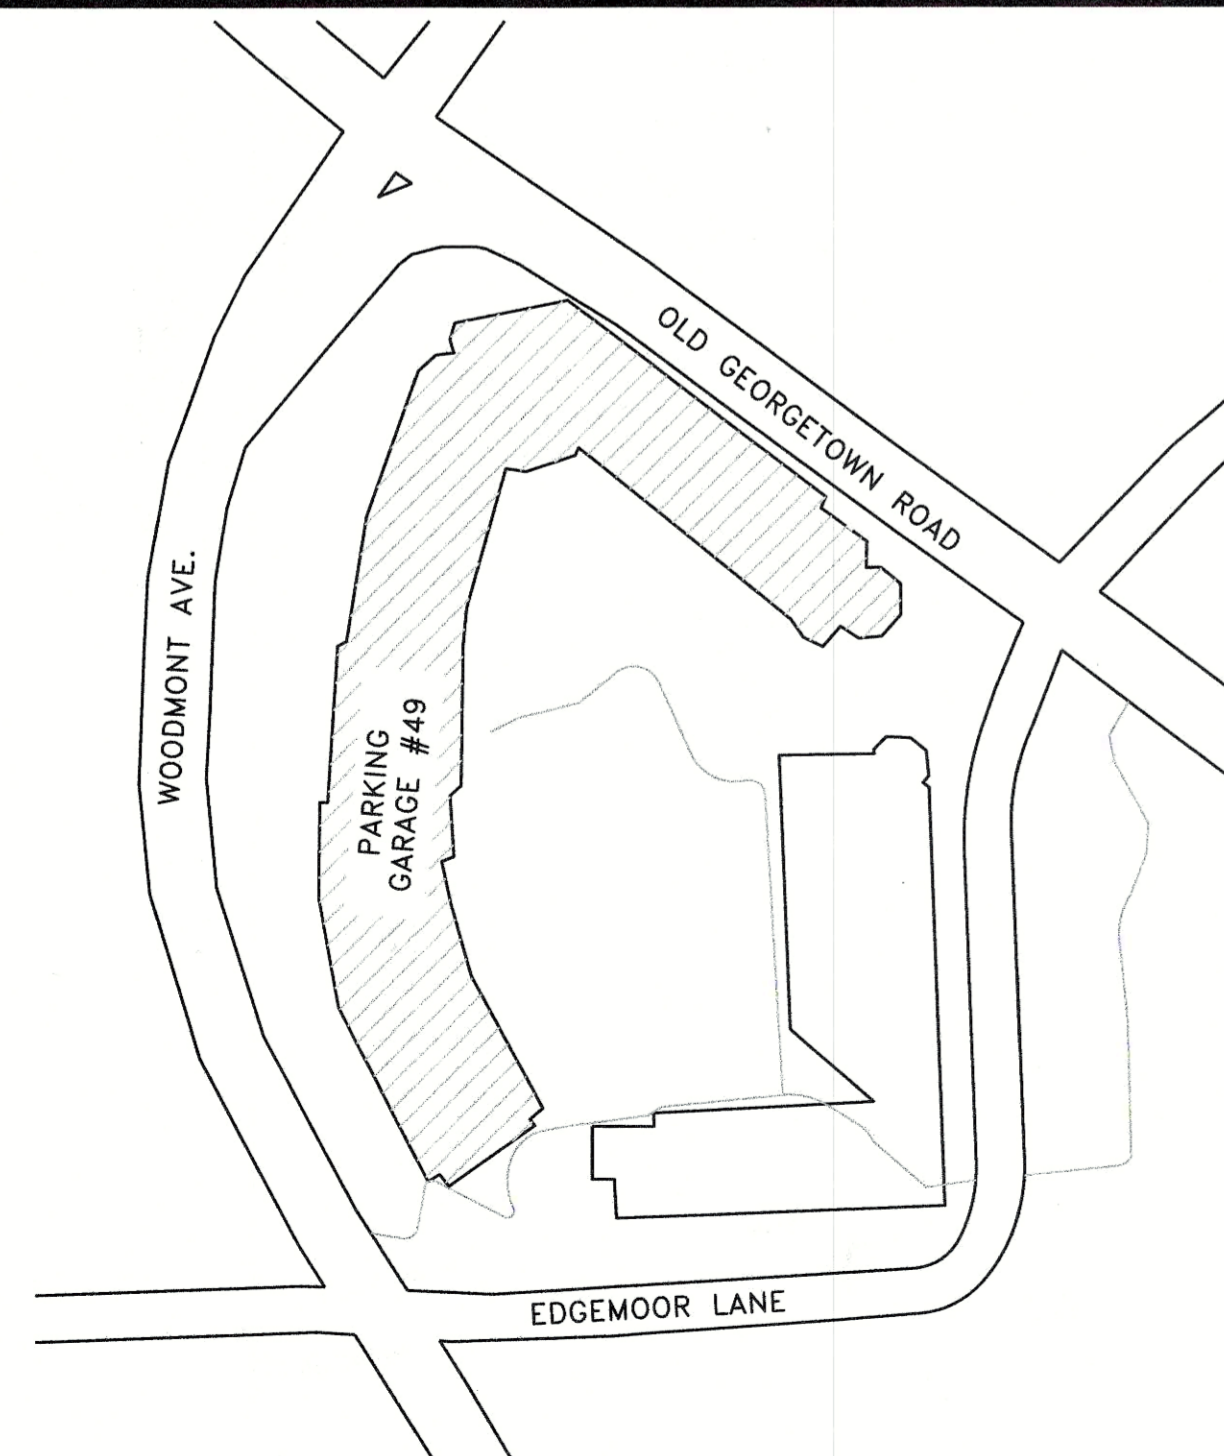 OLD GEORGETOWN ROAD
WOODMONT AVE.
PARKING
GARAGE #49
EDGEMOOR LANE